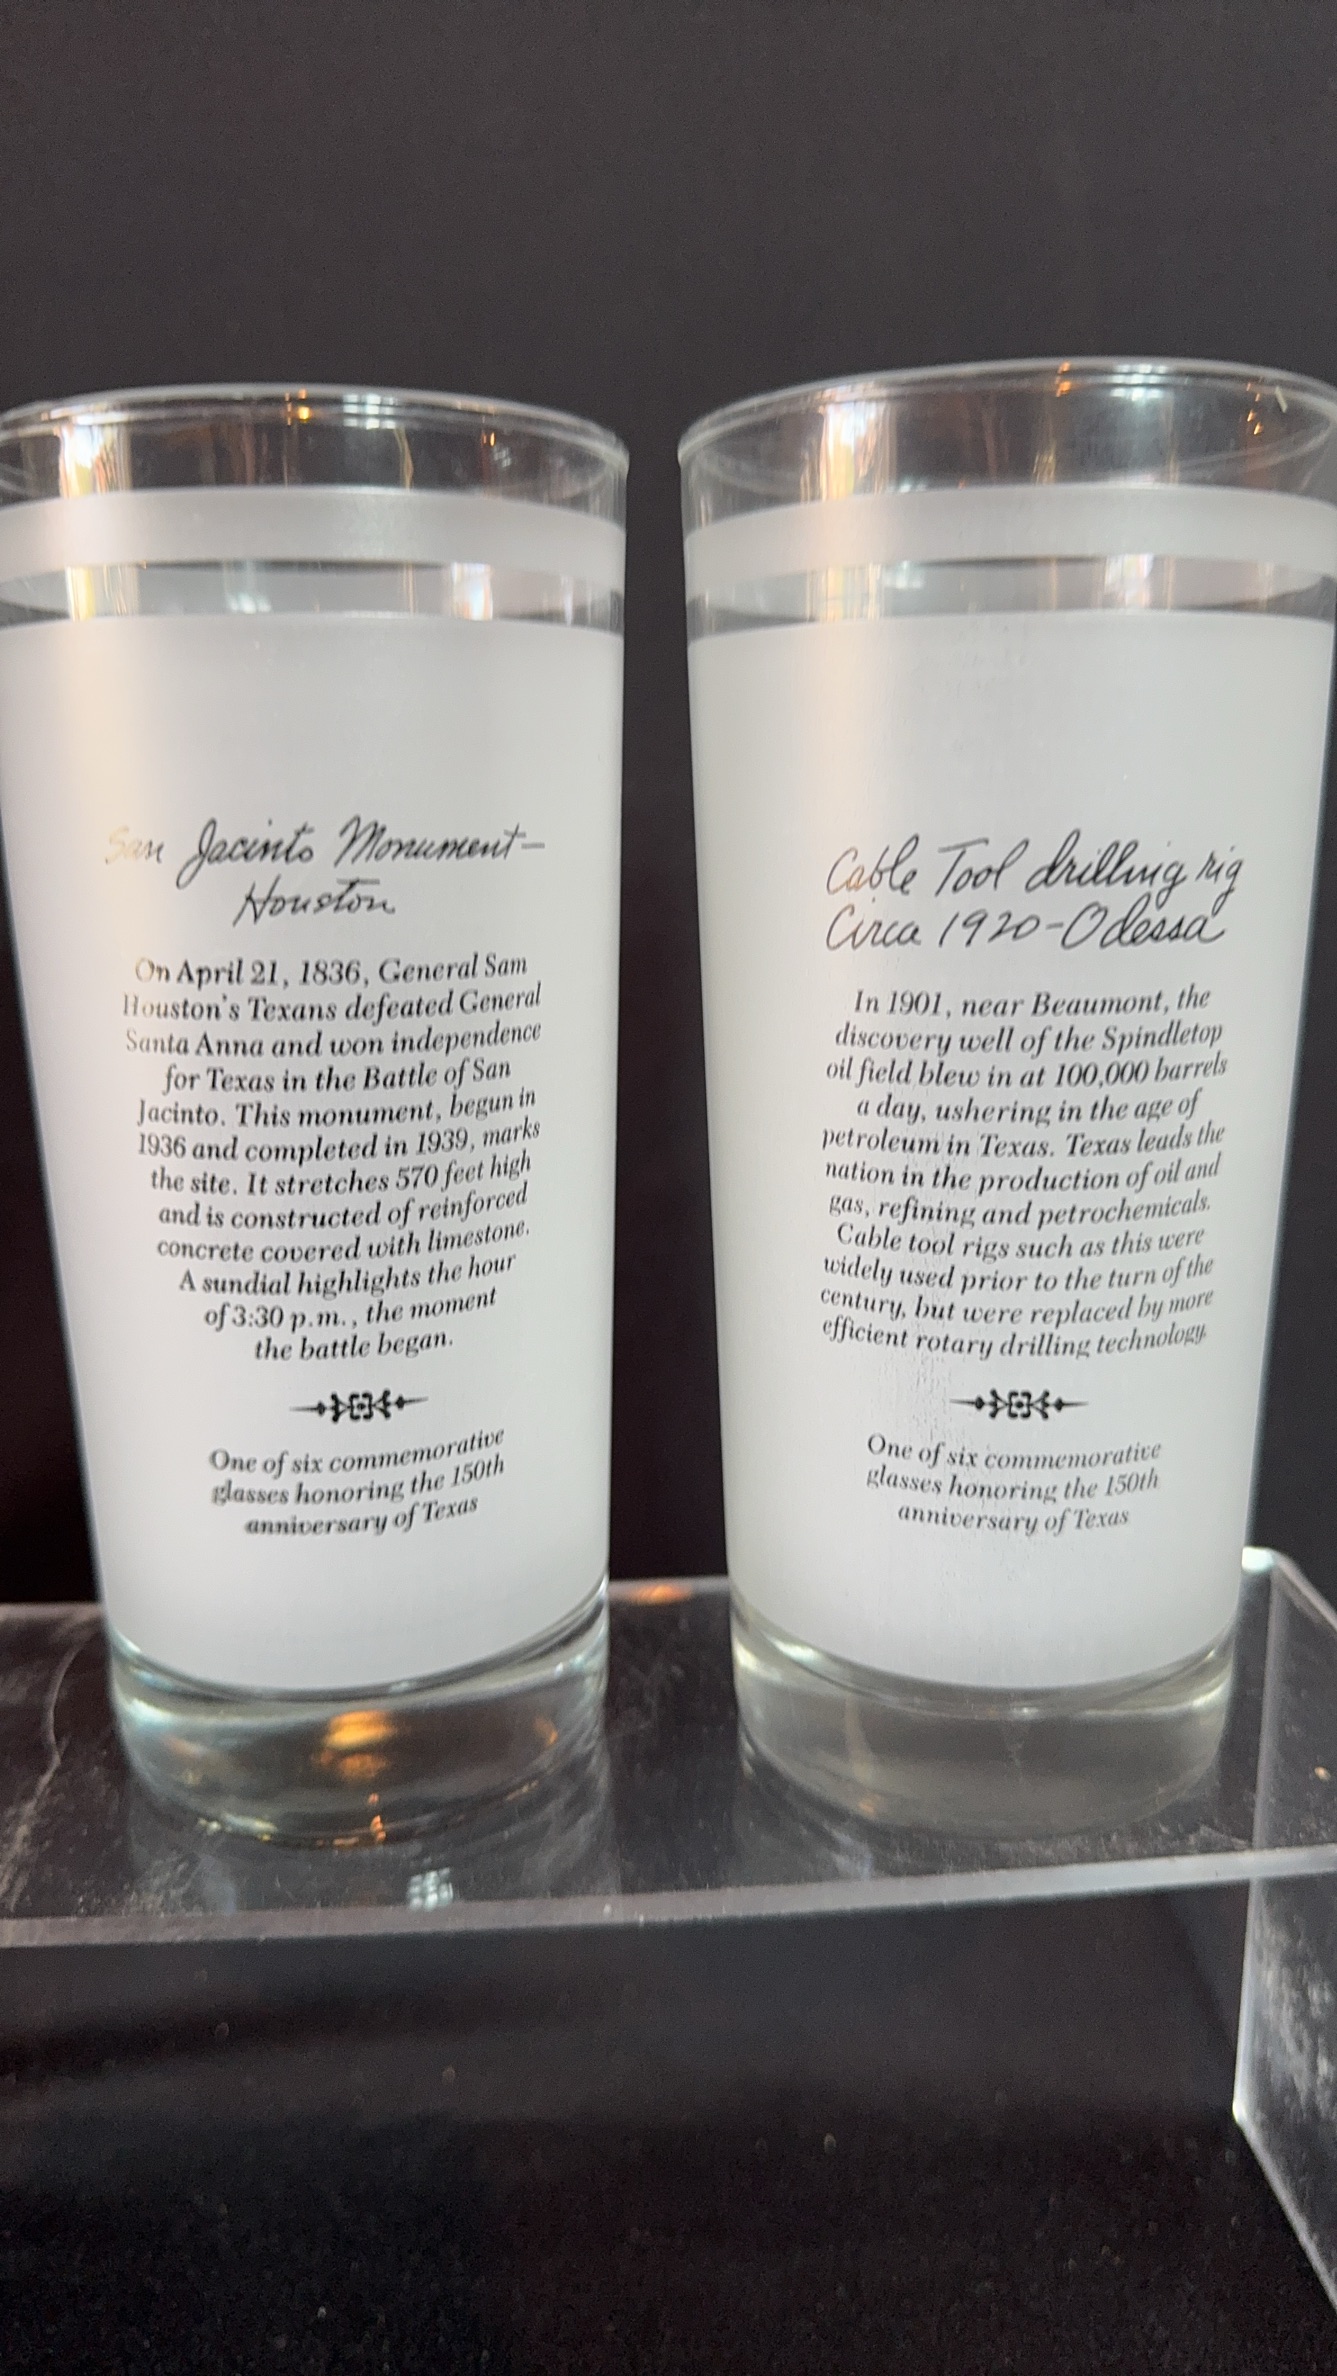 San Jacinto Monument-
Houston
On April 21, 1836, General Sam
Houston's Texans defeated General
Santa Anna and won independence
for Texas in the Battle of San
Jacinto. This monument, begun in
1936 and completed in 1939, marks
the site. It stretches 570 feet high
and is constructed of reinforced
concrete covered with limestone.
A sundial highlights the hour
of 3:30 p.m., the moment
the battle began.
One of six commemorative
glasses honoring the 150th
anniversary of Texas
Cable Tool drilling rig
Circa 1920-Odessa
In 1901, near Beaumont, the
discovery well of the Spindletop
oil field blew in at 100,000 barrels
a day, ushering in the age of
petroleum in Texas. Texas leads the
nation in the production of oil and
gas, refining and petrochemicals.
Cable tool rigs such as this were
widely used prior to the turn of the
century, but were replaced by more
efficient rotary drilling technology.
One of six commemorative
glasses honoring the 150th
anniversary of Texas